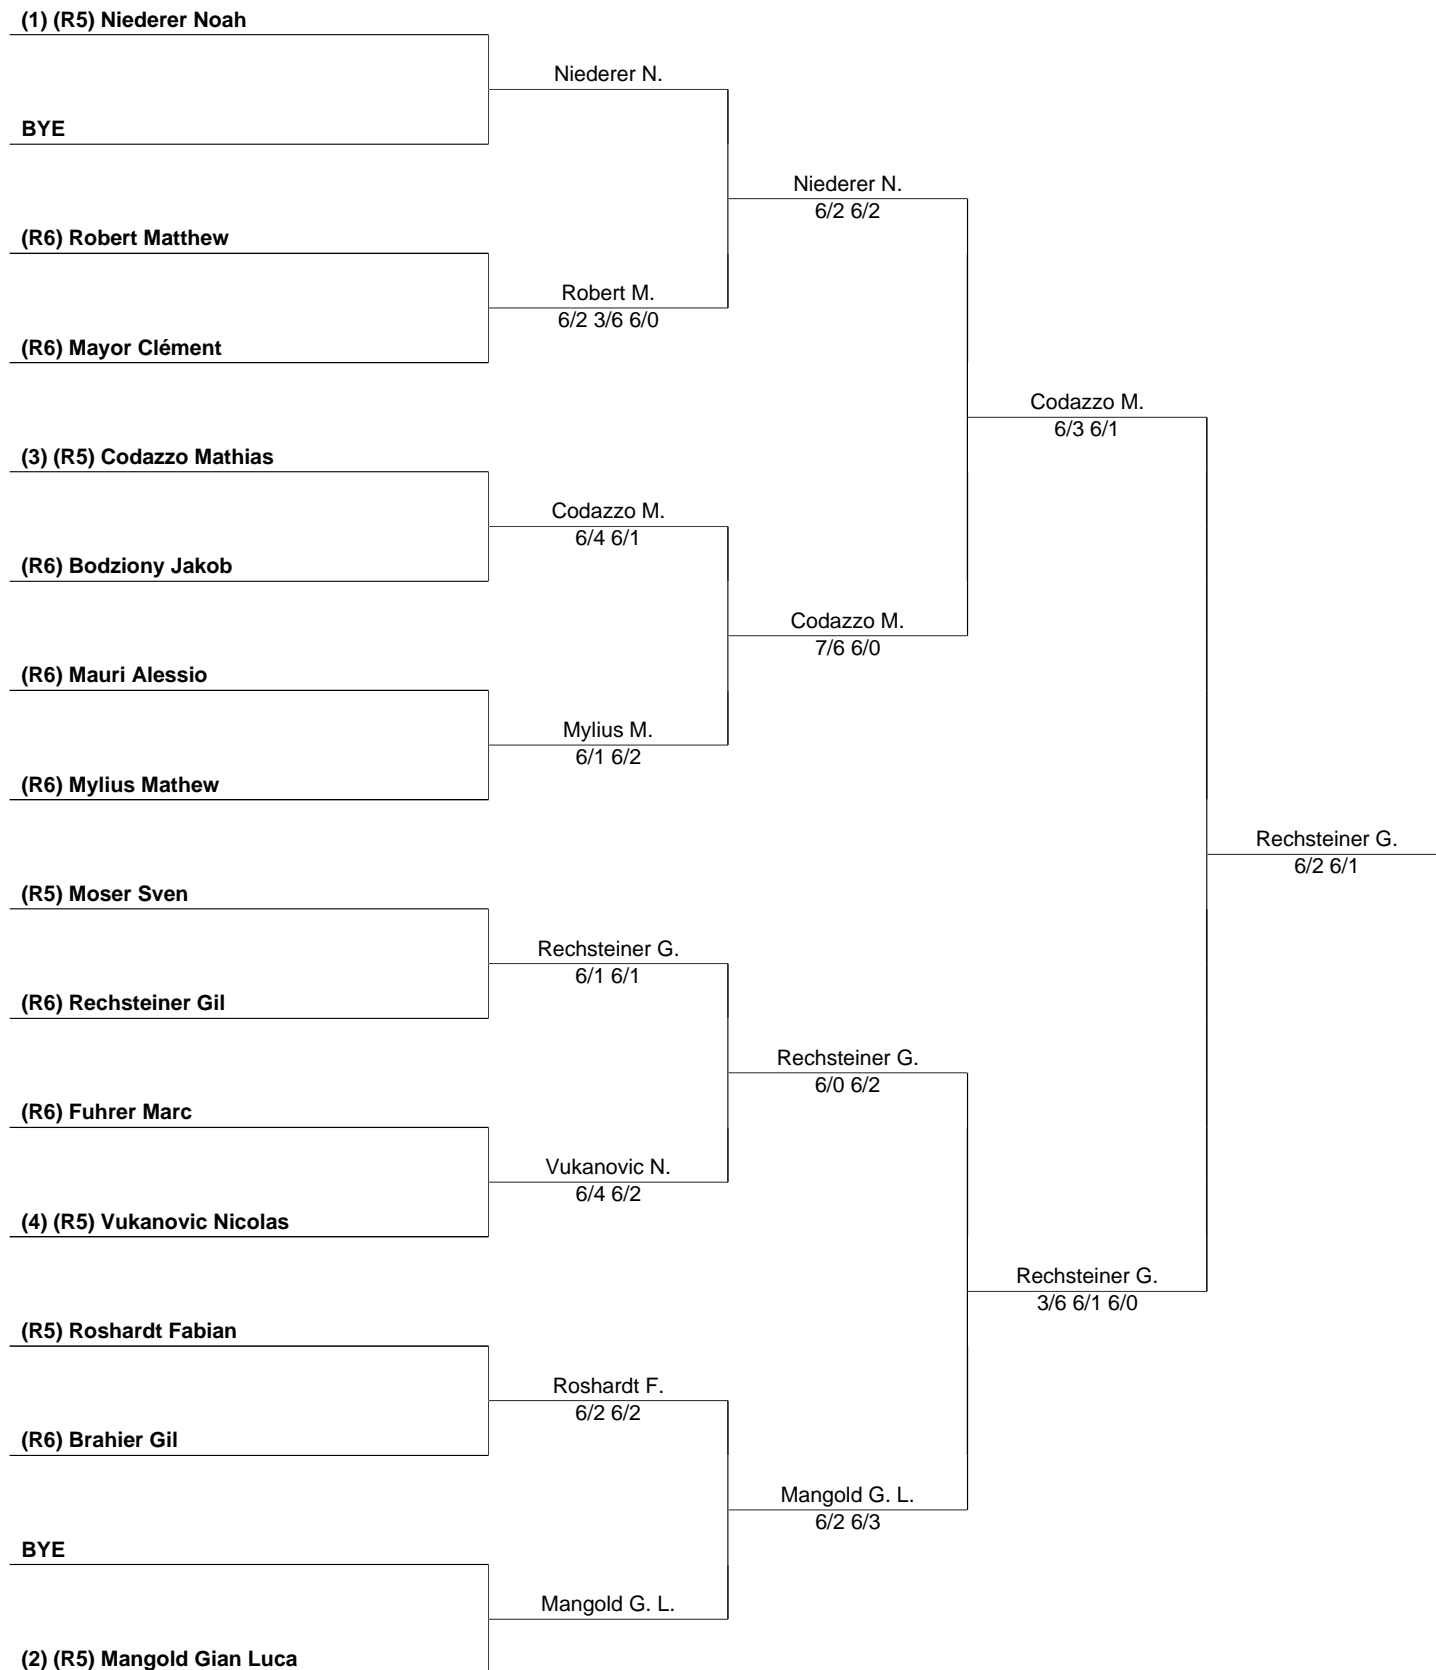 (1) (R5) Niederer Noah
Niederer N.
BYE
Niederer N.
6/2 6/2
(R6) Robert Matthew
Robert M.
6/2 3/6 6/0
(R6) Mayor Clément
Codazzo M.
6/3 6/1
(3) (R5) Codazzo Mathias
Codazzo M.
6/4 6/1
(R6) Bodziony Jakob
Codazzo M.
7/6 6/0
(R6) Mauri Alessio
Mylius M.
6/1 6/2
(R6) Mylius Mathew
Rechsteiner G.
6/2 6/1
(R5) Moser Sven
Rechsteiner G.
6/1 6/1
(R6) Rechsteiner Gil
Rechsteiner G.
6/0 6/2
(R6) Fuhrer Marc
Vukanovic N.
6/4 6/2
(4) (R5) Vukanovic Nicolas
Rechsteiner G.
3/6 6/1 6/0
(R5) Roshardt Fabian
Roshardt F.
6/2 6/2
(R6) Brahier Gil
Mangold G. L.
6/2 6/3
BYE
Mangold G. L.
(2) (R5) Mangold Gian Luca